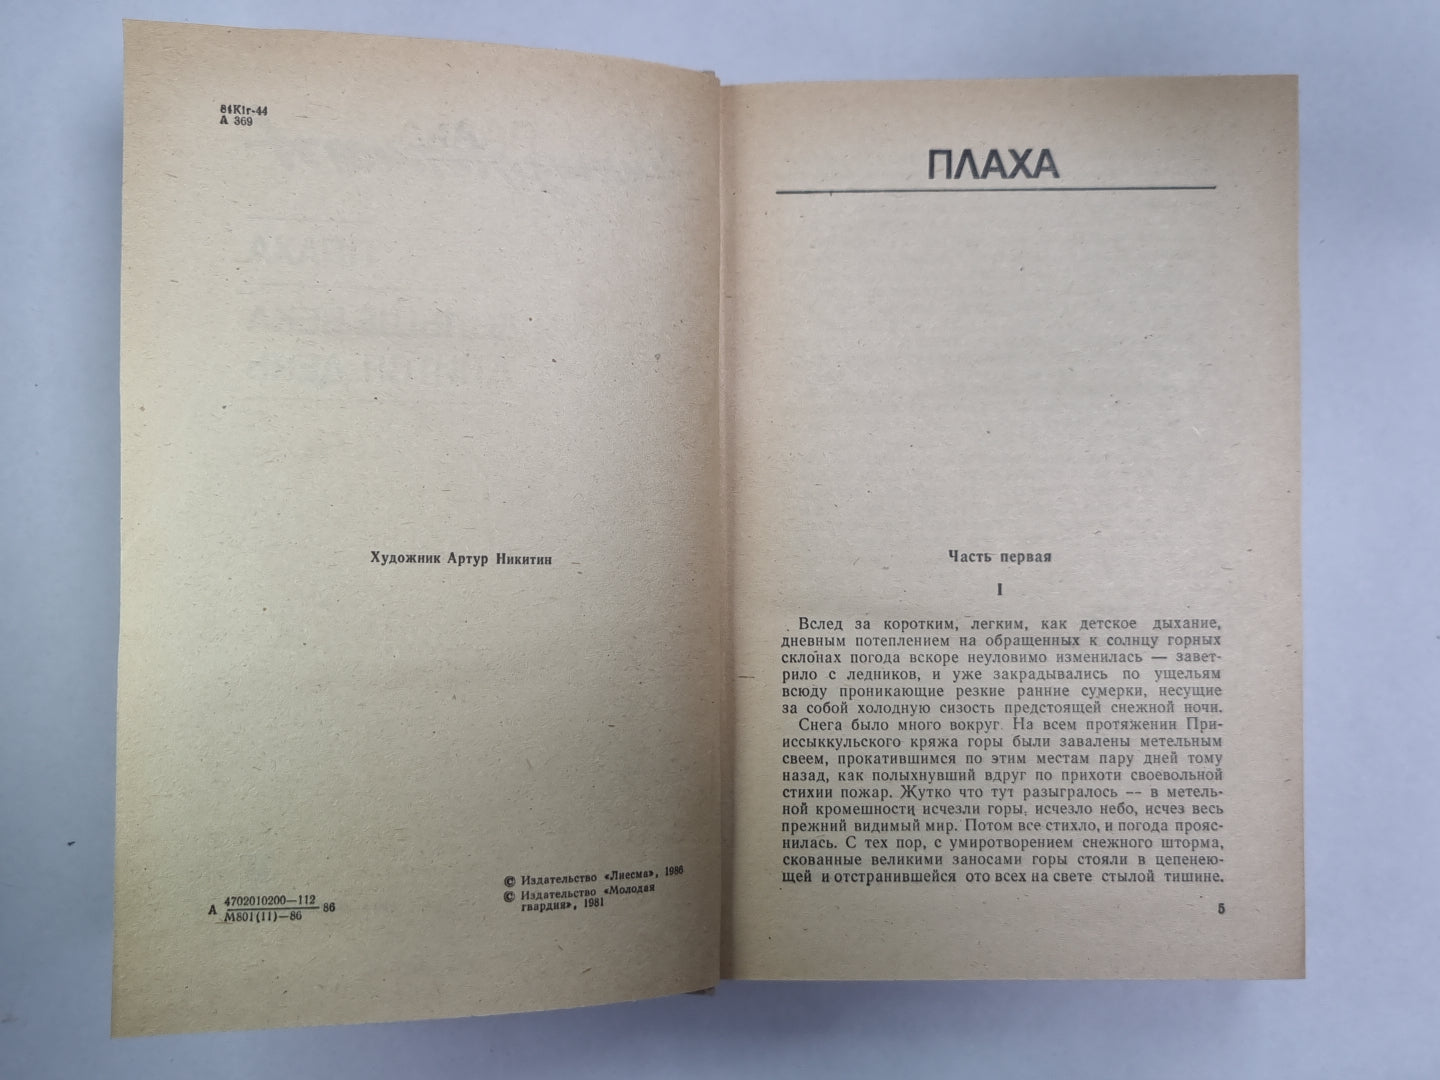 84Kir-44
А 369
Художник Артур Никитин
© Издательство «Лиесма», 1986
© Издательство «Молодая
гвардия», 1981
А 4702010200—112
М801(11)—86 86
ПЛАХА
Часть первая
I
Вслед за коротким, легким, как детское дыхание,
дневным потеплением на обращенных к солнцу горных
склонах погода вскоре неуловимо изменилась — завет-
рило с ледников, и уже закрадывались по ущельям
всюду проникающие резкие ранние сумерки, несущие
за собой холодную сизость предстоящей снежной ночи.
Снега было много вокруг. На всем протяжении При-
иссыккульского кряжа горы были завалены метельным
свеем, прокатившимся по этим местам пару дней тому
назад, как полыхнувший вдруг по прихоти своевольной
стихии пожар. Жутко что тут разыгралось — в метель-
ной кромешности исчезли горы, исчезло небо, исчез весь
прежний видимый мир. Потом все стихло, и погода прояс-
нилась. С тех пор, с умиротворением снежного шторма,
скованные великими заносами горы стояли в цепенею-
щей и отстранившейся ото всех на свете стылой тишине.
5